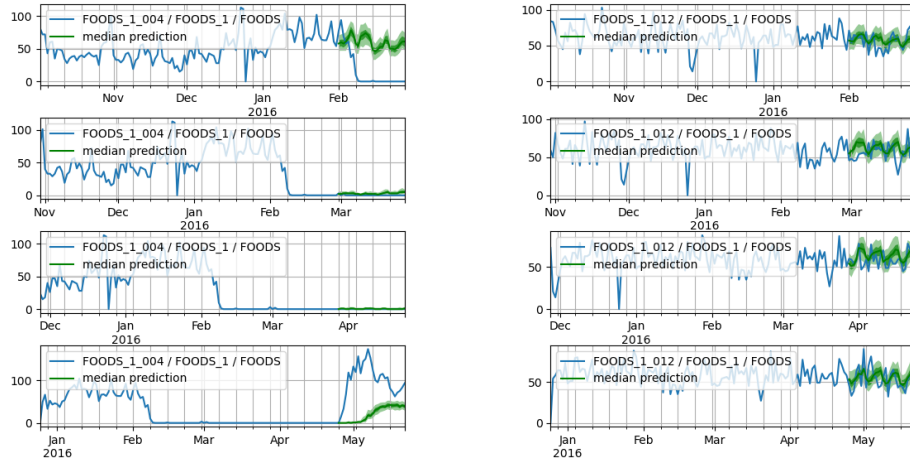 FOODS_1_004 / FOODS_1 / FOODS
median prediction
100
50
0
Nov
Dec
Jan
2016
Feb
FOODS_1_012 / FOODS_1 / FOODS
median prediction
100
50
0
Nov
Dec
Jan
2016
Feb
FOODS_1_004 / FOODS_1 / FOODS
median prediction
100
50
0
Nov
Dec
Jan
2016
Feb
Mar
FOODS_1_012 / FOODS_1 / FOODS
median prediction
100
50
0
Nov
Dec
Jan
2016
Feb
Mar
FOODS_1_004 / FOODS_1 / FOODS
median prediction
100
50
0
Dec
Jan
2016
Feb
Mar
Apr
FOODS_1_012 / FOODS_1 / FOODS
median prediction
50
0
Dec
Jan
2016
Feb
Mar
Apr
FOODS_1_004 / FOODS_1 / FOODS
median prediction
100
0
Jan
2016
Feb
Mar
Apr
May
FOODS_1_012 / FOODS_1 / FOODS
median prediction
50
0
Jan
2016
Feb
Mar
Apr
May